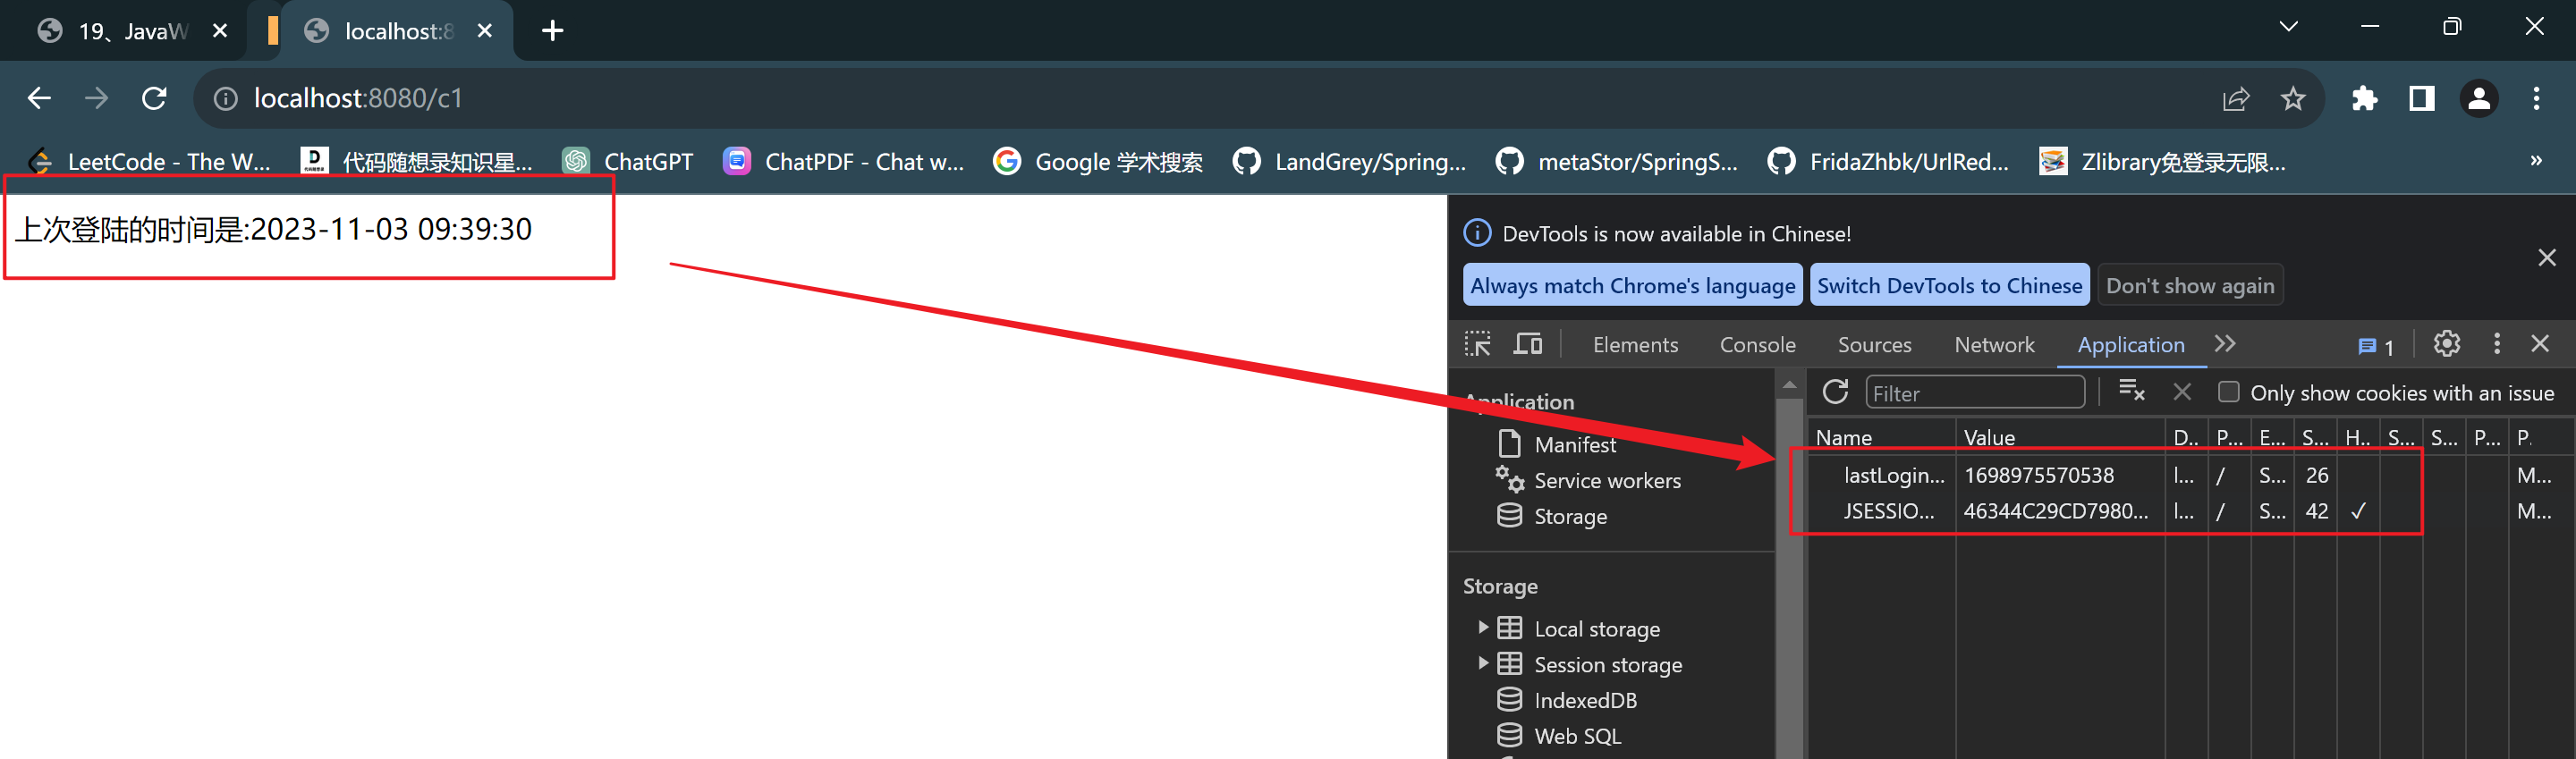 19、JavaW
localhost:8
localhost:8080/c1
LeetCode - The W...
代码随想录知识星...
ChatGPT
ChatPDF - Chat w...
Google 学术搜索
LandGrey/Spring...
metaStor/SpringS...
FridaZhbk/UrlRed...
Zlibrary免登录无限...
»
上次登陆的时间是:2023-11-03 09:39:30
DevTools is now available in Chinese!
Always match Chrome's language
Switch DevTools to Chinese
Don't show again
Elements Console Sources Network Application 1
Filter
Only show cookies with an issue
Application
Manifest
Service workers
Storage
Name Value D.. P... E... S... H.. S... S... P... P.
lastLogin... 1698975570538 l... / S... 26 M...
JSESSIO... 46344C29CD7980... l... / S... 42 ✓ M...
Storage
Local storage
Session storage
IndexedDB
Web SQL